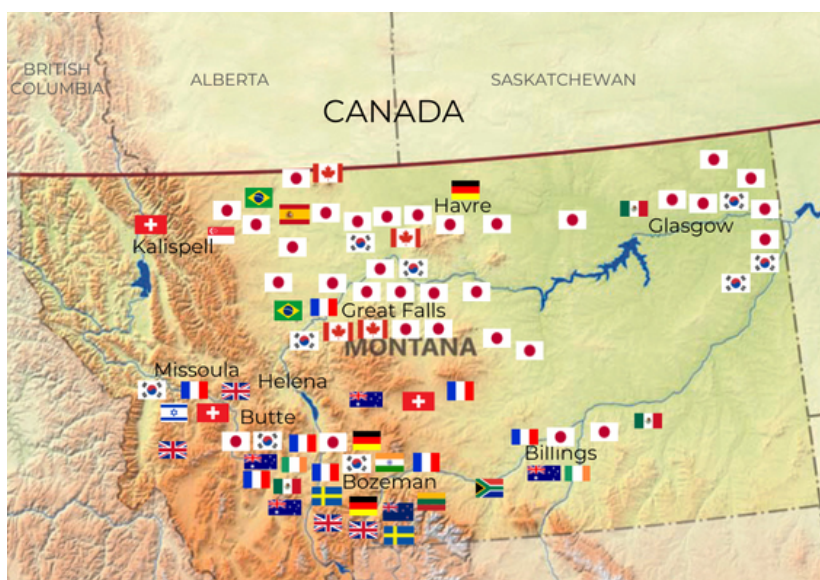 BRITISH
COLUMBIA
ALBERTA
SASKATCHEWAN
CANADA
Havre
Glasgow
Kalispell
Great Falls
MONTANA
Missoula
Helena
Butte
Billings
Bozeman